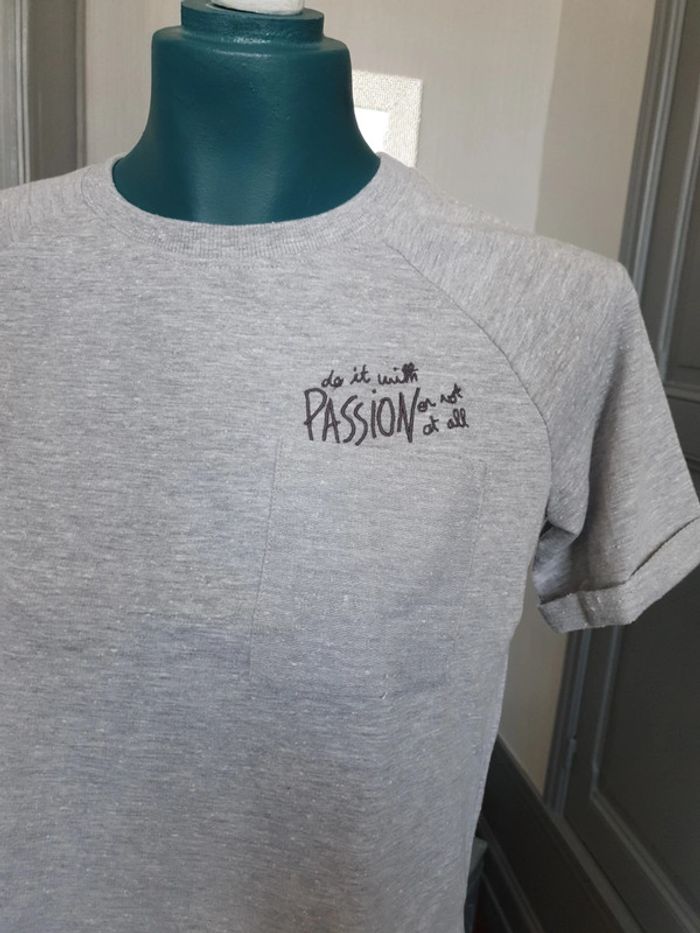 do it with
PASSION or not
at all